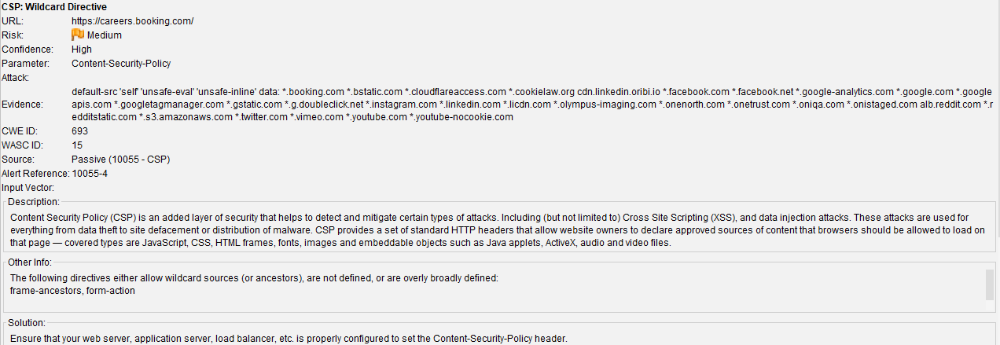 CSP: Wildcard Directive
URL: https://careers.booking.com/
Risk: Medium
Confidence: High
Parameter: Content-Security-Policy
Attack:
default-src 'self' 'unsafe-eval' 'unsafe-inline' data: *.booking.com *.bstatic.com *.cloudflareaccess.com *.cookielaw.org cdn.linkedin.oribi.io *.facebook.com *.facebook.net *.google-analytics.com *.google.com *.google
Evidence: apis.com *.googletagmanager.com *.gstatic.com *.g.doubleclick.net *.instagram.com *.linkedin.com *.licdn.com *.olympus-imaging.com *.onenorth.com *.onetrust.com *.oniqa.com *.onistaged.com alb.reddit.com *.r
edditstatic.com *.s3.amazonaws.com *.twitter.com *.vimeo.com *.youtube.com *.youtube-nocookie.com
CWE ID: 693
WASC ID: 15
Source: Passive (10055 - CSP)
Alert Reference: 10055-4
Input Vector:
Description:
Content Security Policy (CSP) is an added layer of security that helps to detect and mitigate certain types of attacks. Including (but not limited to) Cross Site Scripting (XSS), and data injection attacks. These attacks are used for
everything from data theft to site defacement or distribution of malware. CSP provides a set of standard HTTP headers that allow website owners to declare approved sources of content that browsers should be allowed to load on
that page — covered types are JavaScript, CSS, HTML frames, fonts, images and embeddable objects such as Java applets, ActiveX, audio and video files.
Other Info:
The following directives either allow wildcard sources (or ancestors), are not defined, or are overly broadly defined:
frame-ancestors, form-action
Solution:
Ensure that your web server, application server, load balancer, etc. is properly configured to set the Content-Security-Policy header.